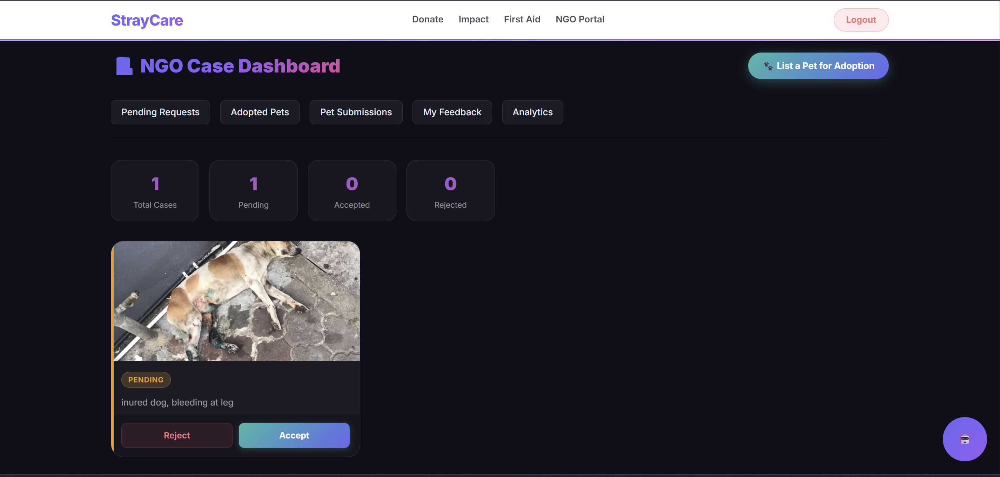 StrayCare
Donate Impact First Aid NGO Portal
Logout
NGO Case Dashboard
List a Pet for Adoption
Pending Requests Adopted Pets Pet Submissions My Feedback Analytics
1 1 0 0
Total Cases Pending Accepted Rejected
PENDING
inured dog, bleeding at leg
Reject Accept